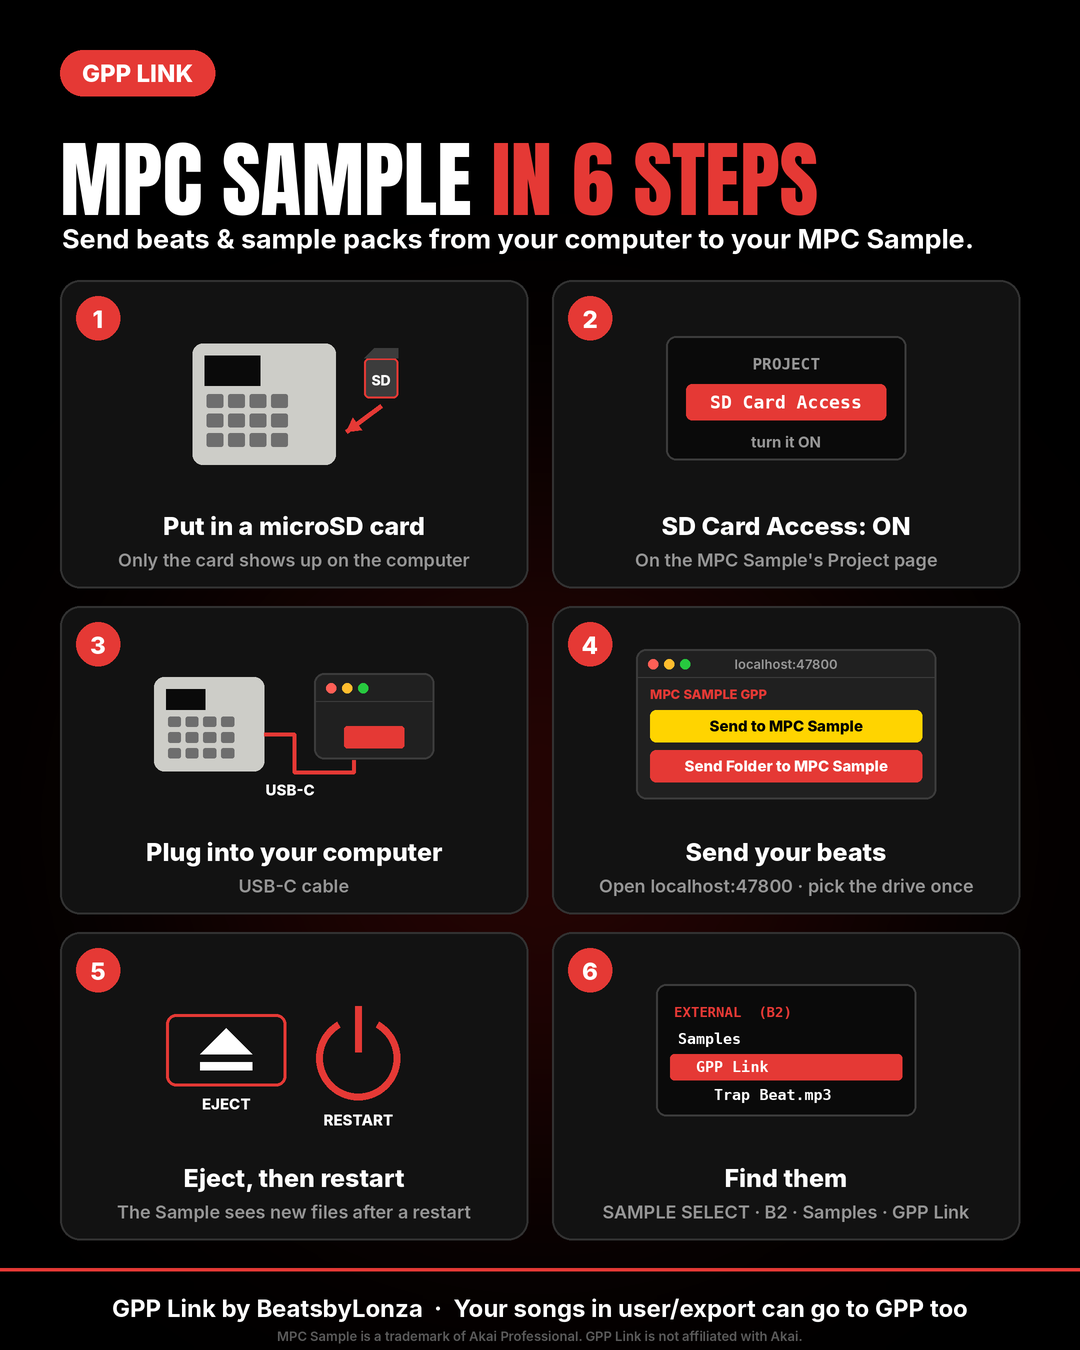 GPP LINK
MPC SAMPLE IN 6 STEPS
Send beats & sample packs from your computer to your MPC Sample.
1
SD
Put in a microSD card
Only the card shows up on the computer
2
PROJECT
SD Card Access
turn it ON
SD Card Access: ON
On the MPC Sample's Project page
3
USB-C
Plug into your computer
USB-C cable
4
localhost:47800
MPC SAMPLE GPP
Send to MPC Sample
Send Folder to MPC Sample
Send your beats
Open localhost:47800 · pick the drive once
5
EJECT
RESTART
Eject, then restart
The Sample sees new files after a restart
6
EXTERNAL (B2)
Samples
GPP Link
Trap Beat.mp3
Find them
SAMPLE SELECT · B2 · Samples · GPP Link
GPP Link by BeatsbyLonza · Your songs in user/export can go to GPP too
MPC Sample is a trademark of Akai Professional. GPP Link is not affiliated with Akai.